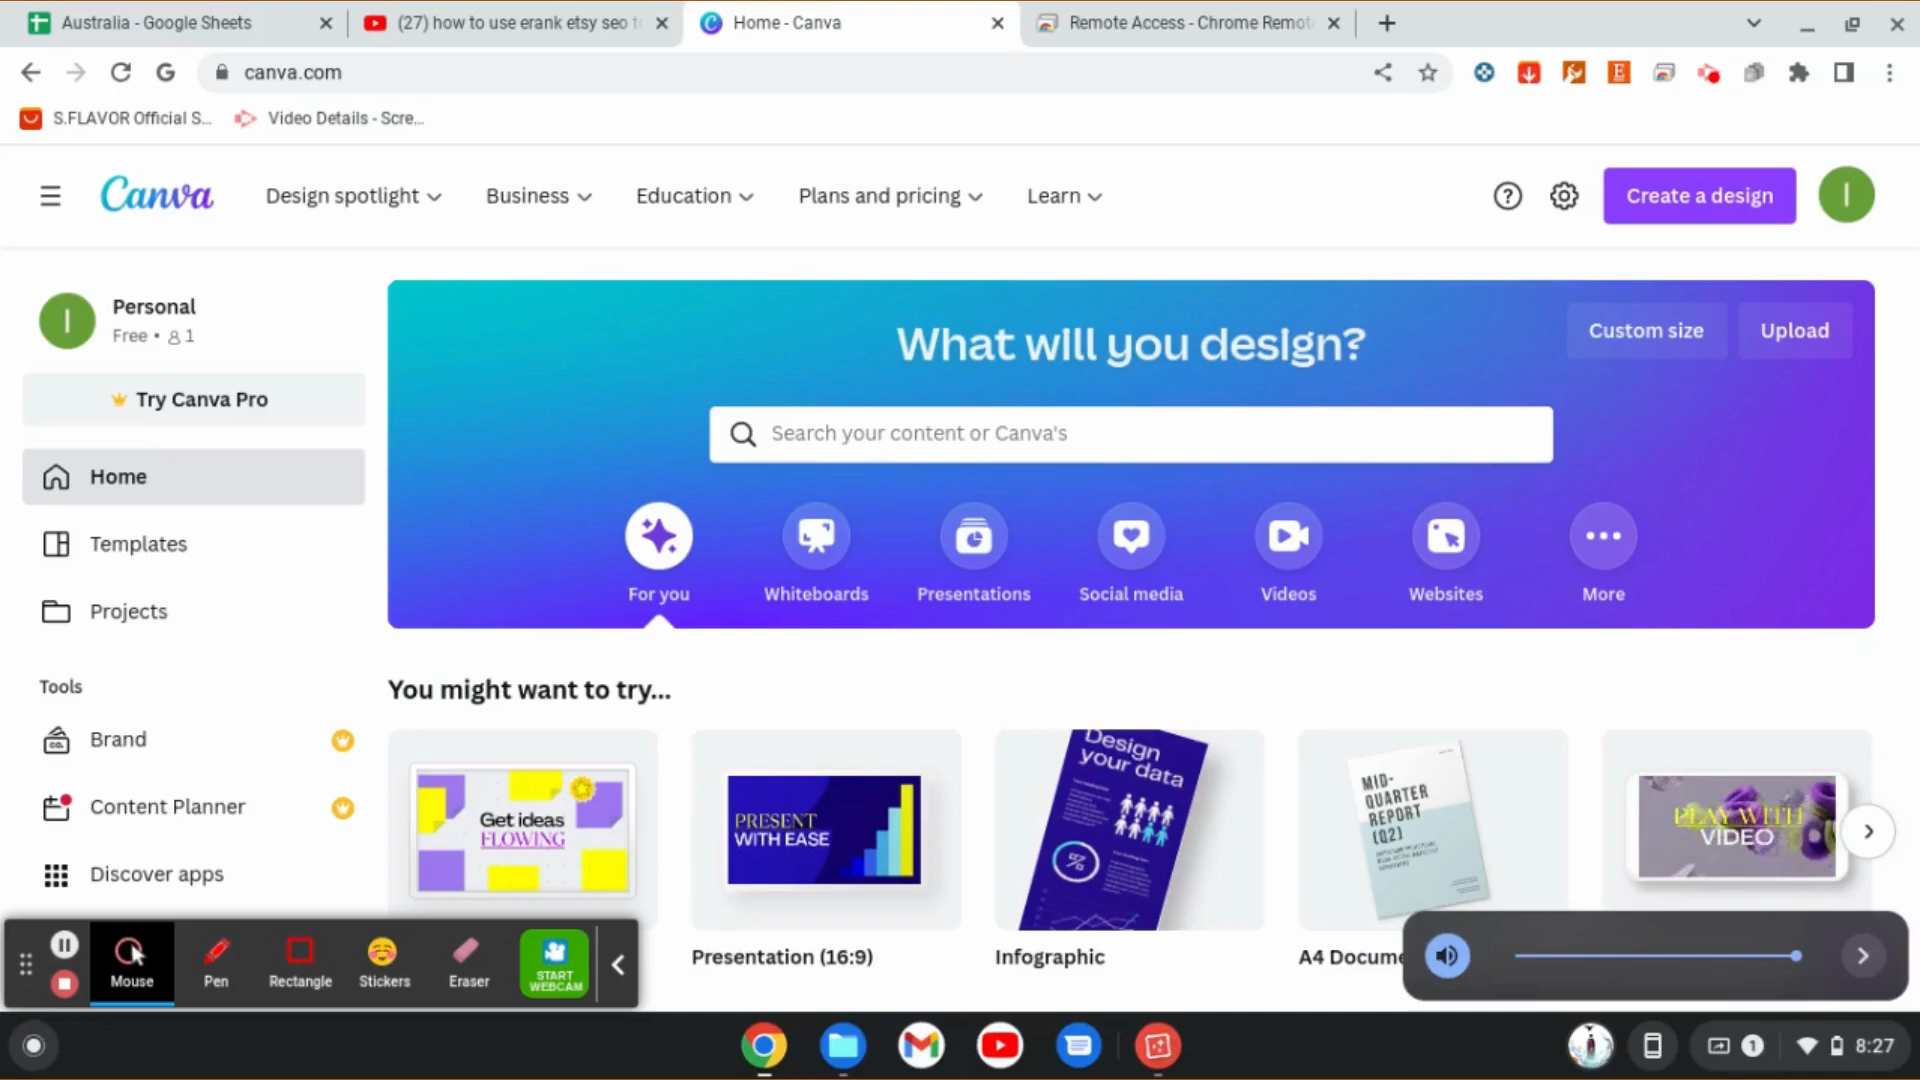 Australia - Google Sheets
(27) how to use erank etsy seo t
Home - Canva
Remote Access - Chrome Remot
canva.com
S.FLAVOR Official S...
Video Details - Scre...
Canva
Design spotlight
Business
Education
Plans and pricing
Learn
Create a design
I
I
Personal
Free • 1
Try Canva Pro
Home
Templates
Projects
Tools
Brand
Content Planner
Discover apps
What will you design?
Custom size
Upload
Search your content or Canva's
For you
Whiteboards
Presentations
Social media
Videos
Websites
More
You might want to try...
Get ideas
FLOWING
PRESENT
WITH EASE
Design
your data
%
MID-
QUARTER
REPORT
(Q2)
PLAY WITH
VIDEO
Presentation (16:9)
Infographic
A4 Docume
Mouse
Pen
Rectangle
Stickers
Eraser
START
WEBCAM
1
8:27